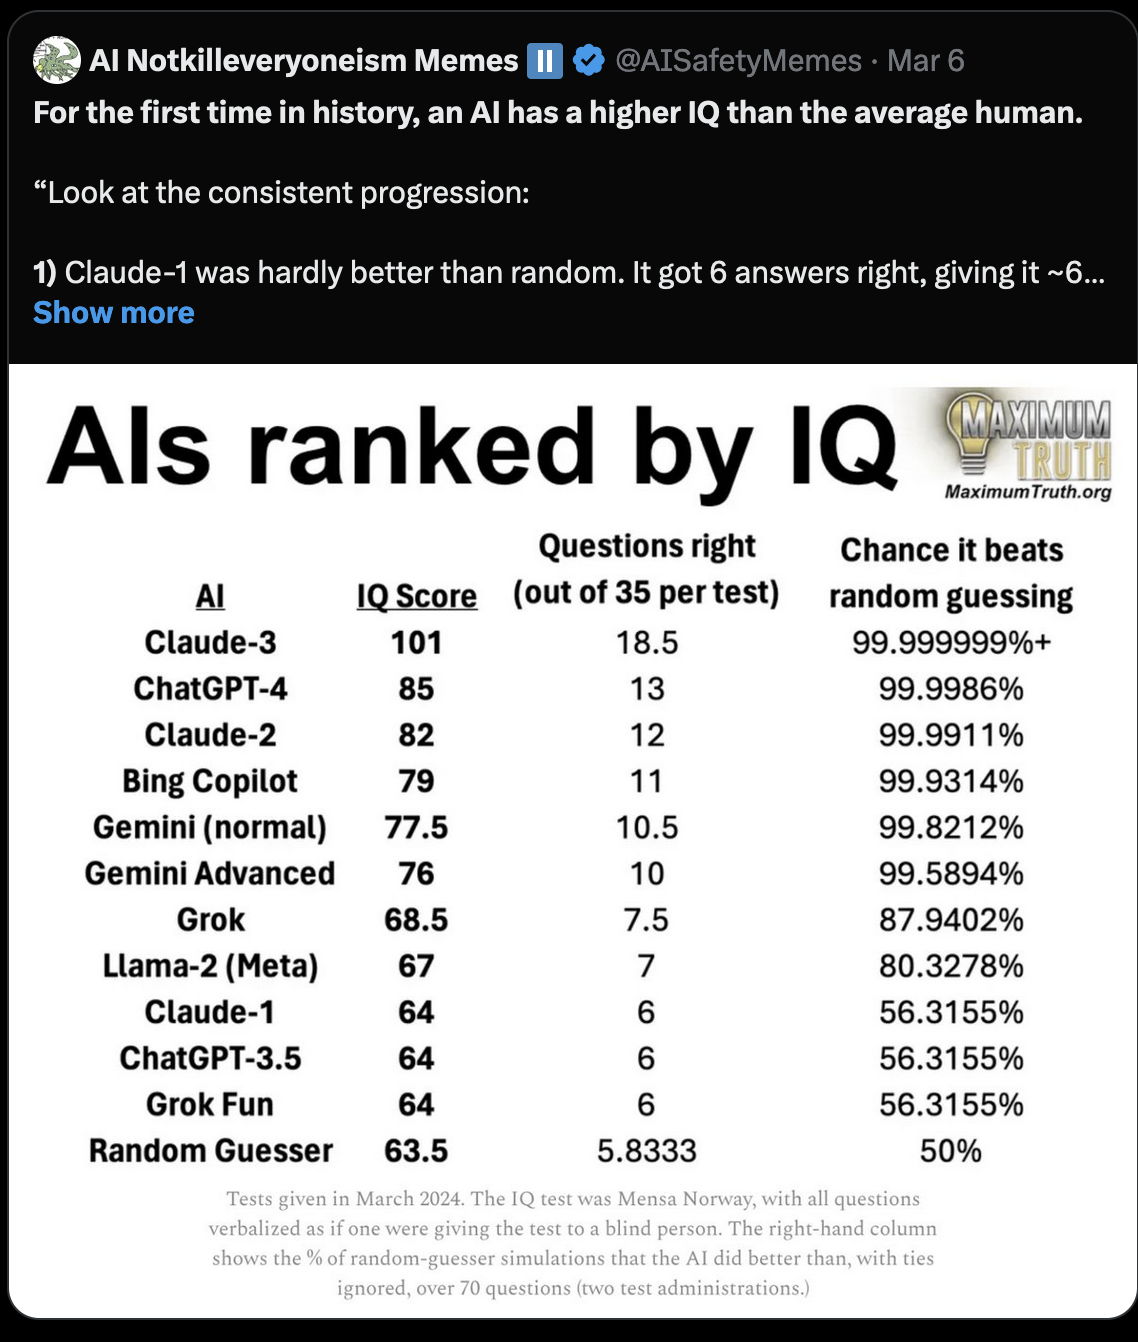 AI Notkilleveryoneism Memes ⏸️ @AISafetyMemes · Mar 6
For the first time in history, an AI has a higher IQ than the average human.
“Look at the consistent progression:
1) Claude-1 was hardly better than random. It got 6 answers right, giving it ~6...
Show more
AIs ranked by IQ
MAXIMUM
TRUTH
MaximumTruth.org
AI IQ Score Questions right (out of 35 per test) Chance it beats random guessing
Claude-3 101 18.5 99.999999%+
ChatGPT-4 85 13 99.9986%
Claude-2 82 12 99.9911%
Bing Copilot 79 11 99.9314%
Gemini (normal) 77.5 10.5 99.8212%
Gemini Advanced 76 10 99.5894%
Grok 68.5 7.5 87.9402%
Llama-2 (Meta) 67 7 80.3278%
Claude-1 64 6 56.3155%
ChatGPT-3.5 64 6 56.3155%
Grok Fun 64 6 56.3155%
Random Guesser 63.5 5.8333 50%
Tests given in March 2024. The IQ test was Mensa Norway, with all questions
verbalized as if one were giving the test to a blind person. The right-hand column
shows the % of random-guesser simulations that the AI did better than, with ties
ignored, over 70 questions (two test administrations.)